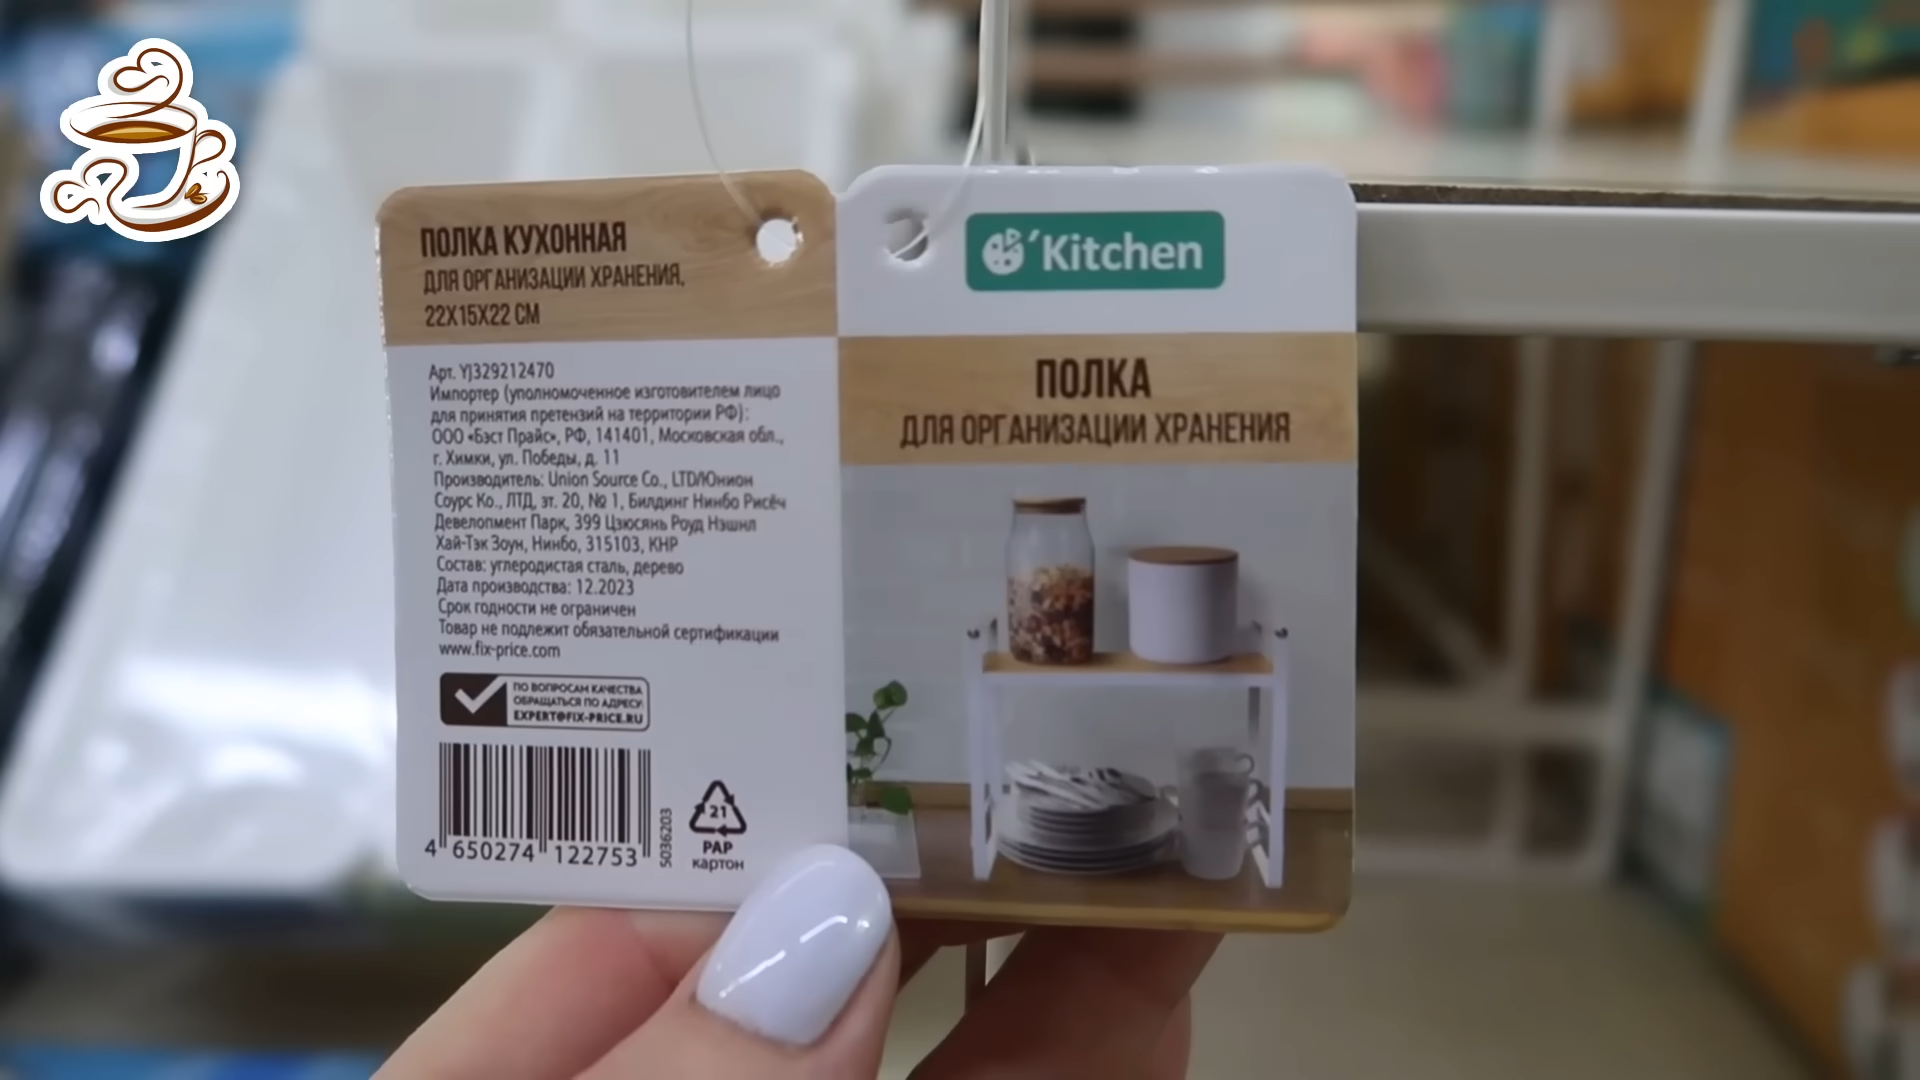 ПОЛКА КУХОННАЯ
ДЛЯ ОРГАНИЗАЦИИ ХРАНЕНИЯ,
22X15X22 СМ
Арт. YJ329212470
Импортер (уполномоченное изготовителем лицо
для принятия претензий на территории РФ):
ООО «Бэст Прайс», РФ, 141401, Московская обл.,
г. Химки, ул. Победы, д. 11
Производитель: Union Source Co., LTD/Юнион
Соурс Ко., ЛТД, эт. 20, № 1, Билдинг Нинбо Рисёч
Девелопмент Парк, 399 Цзюсянь Роуд Нэшнл
Хай-Тэк Зоун, Нинбо, 315103, КНР
Состав: углеродистая сталь, дерево
Дата производства: 12.2023
Срок годности не ограничен
Товар не подлежит обязательной сертификации
www.fix-price.com
ПО ВОПРОСАМ КАЧЕСТВА
ОБРАЩАТЬСЯ ПО АДРЕСУ:
EXPERT@FIX-PRICE.RU
4 650274 122753
5036203
21
PAP
картон
'Kitchen
ПОЛКА
ДЛЯ ОРГАНИЗАЦИИ ХРАНЕНИЯ